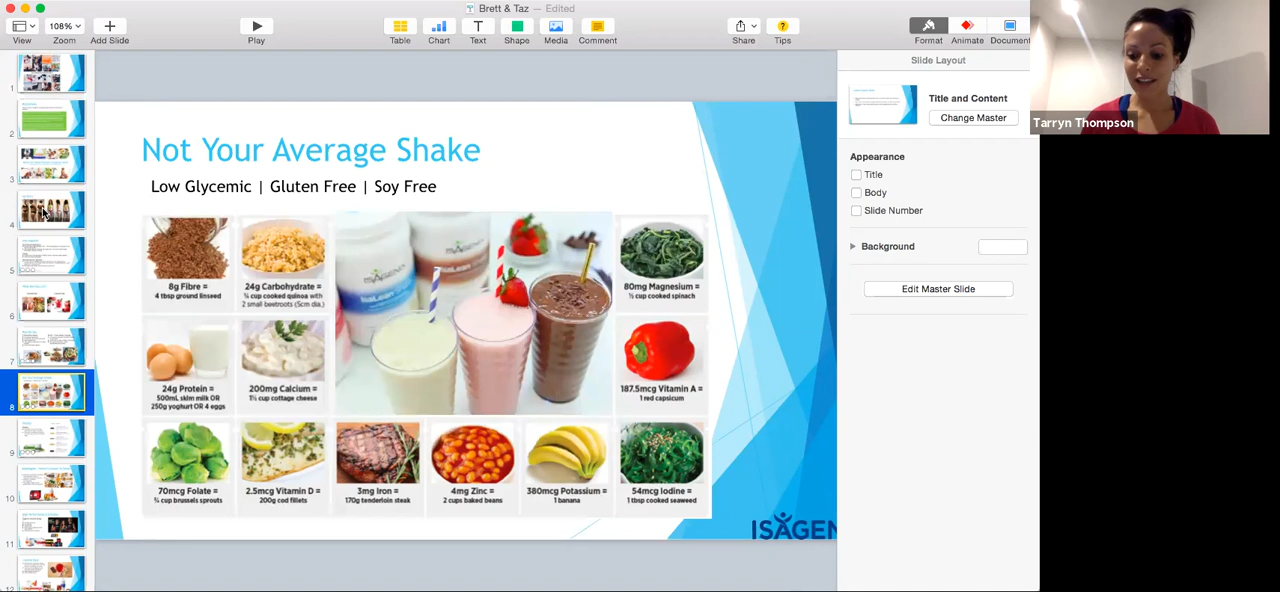 Brett & Taz — Edited
View
108%
Zoom
Add Slide
Play
Table
Chart
Text
Shape
Media
Comment
Share
Tips
Format
Animate
Document
Slide Layout
Title and Content
Change Master
Appearance
Title
Body
Slide Number
Background
Edit Master Slide
Tarryn Thompson
1
2
3
4
5
6
7
8
9
10
11
12
Not Your Average Shake
Low Glycemic | Gluten Free | Soy Free
8g Fibre =
4 tbsp ground linseed
24g Carbohydrate =
¼ cup cooked quinoa with
2 small beetroots (5cm dia.)
80mg Magnesium =
½ cup cooked spinach
24g Protein =
500mL skim milk OR
250g yoghurt OR 4 eggs
200mg Calcium =
1½ cup cottage cheese
187.5mcg Vitamin A =
1 red capsicum
70mcg Folate =
¾ cup brussels sprouts
2.5mcg Vitamin D =
200g cod fillets
3mg Iron =
170g tenderloin steak
4mg Zinc =
2 cups baked beans
380mcg Potassium =
1 banana
54mcg Iodine =
1 tbsp cooked seaweed
ISAGEN